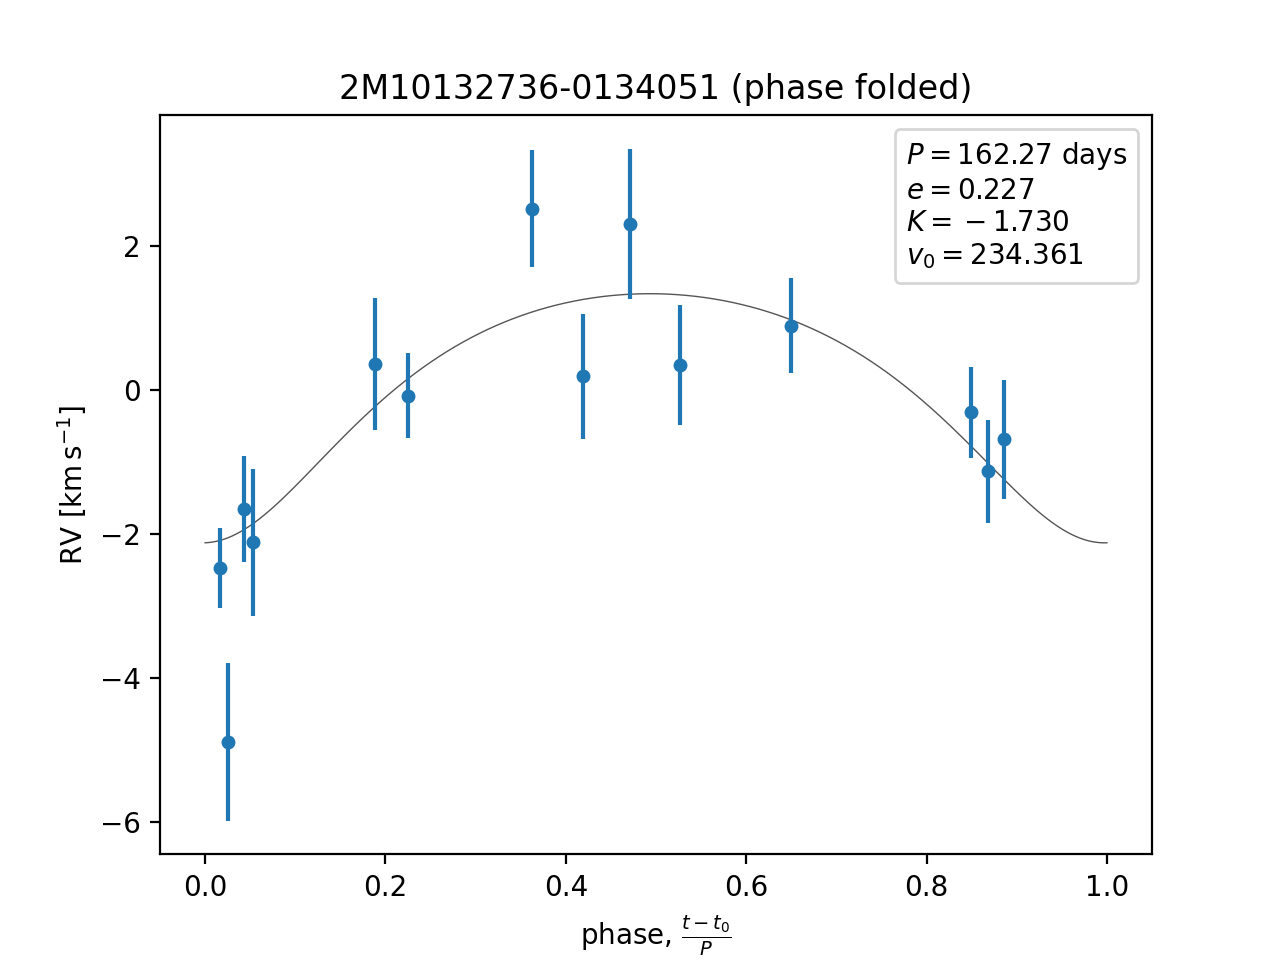 2M10132736-0134051 (phase folded)
P = 162.27 days
e = 0.227
K = −1.730
v₀ = 234.361
RV [km s⁻¹]
2
0
−2
−4
−6
0.0 0.2 0.4 0.6 0.8 1.0
phase, (t − t₀)/P